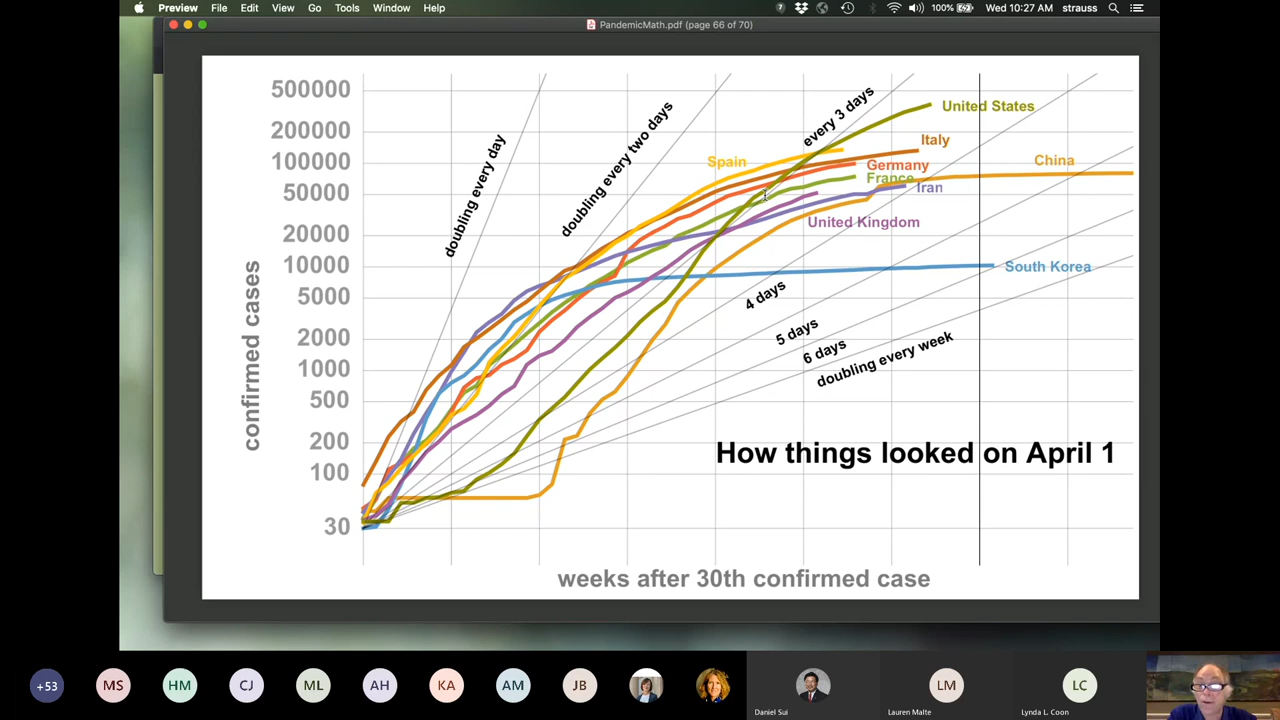 Preview File Edit View Go Tools Window Help
7 100% Wed 10:27 AM strauss
PandemicMath.pdf (page 66 of 70)
500000
200000
100000
50000
20000
10000
5000
2000
1000
500
200
100
30
confirmed cases
weeks after 30th confirmed case
doubling every day
doubling every two days
every 3 days
4 days
5 days
6 days
doubling every week
United States
Italy
Spain
Germany
China
France
Iran
United Kingdom
South Korea
How things looked on April 1
+53 MS HM CJ ML AH KA AM JB LM LC
Daniel Sui Lauren Malte Lynda L. Coon